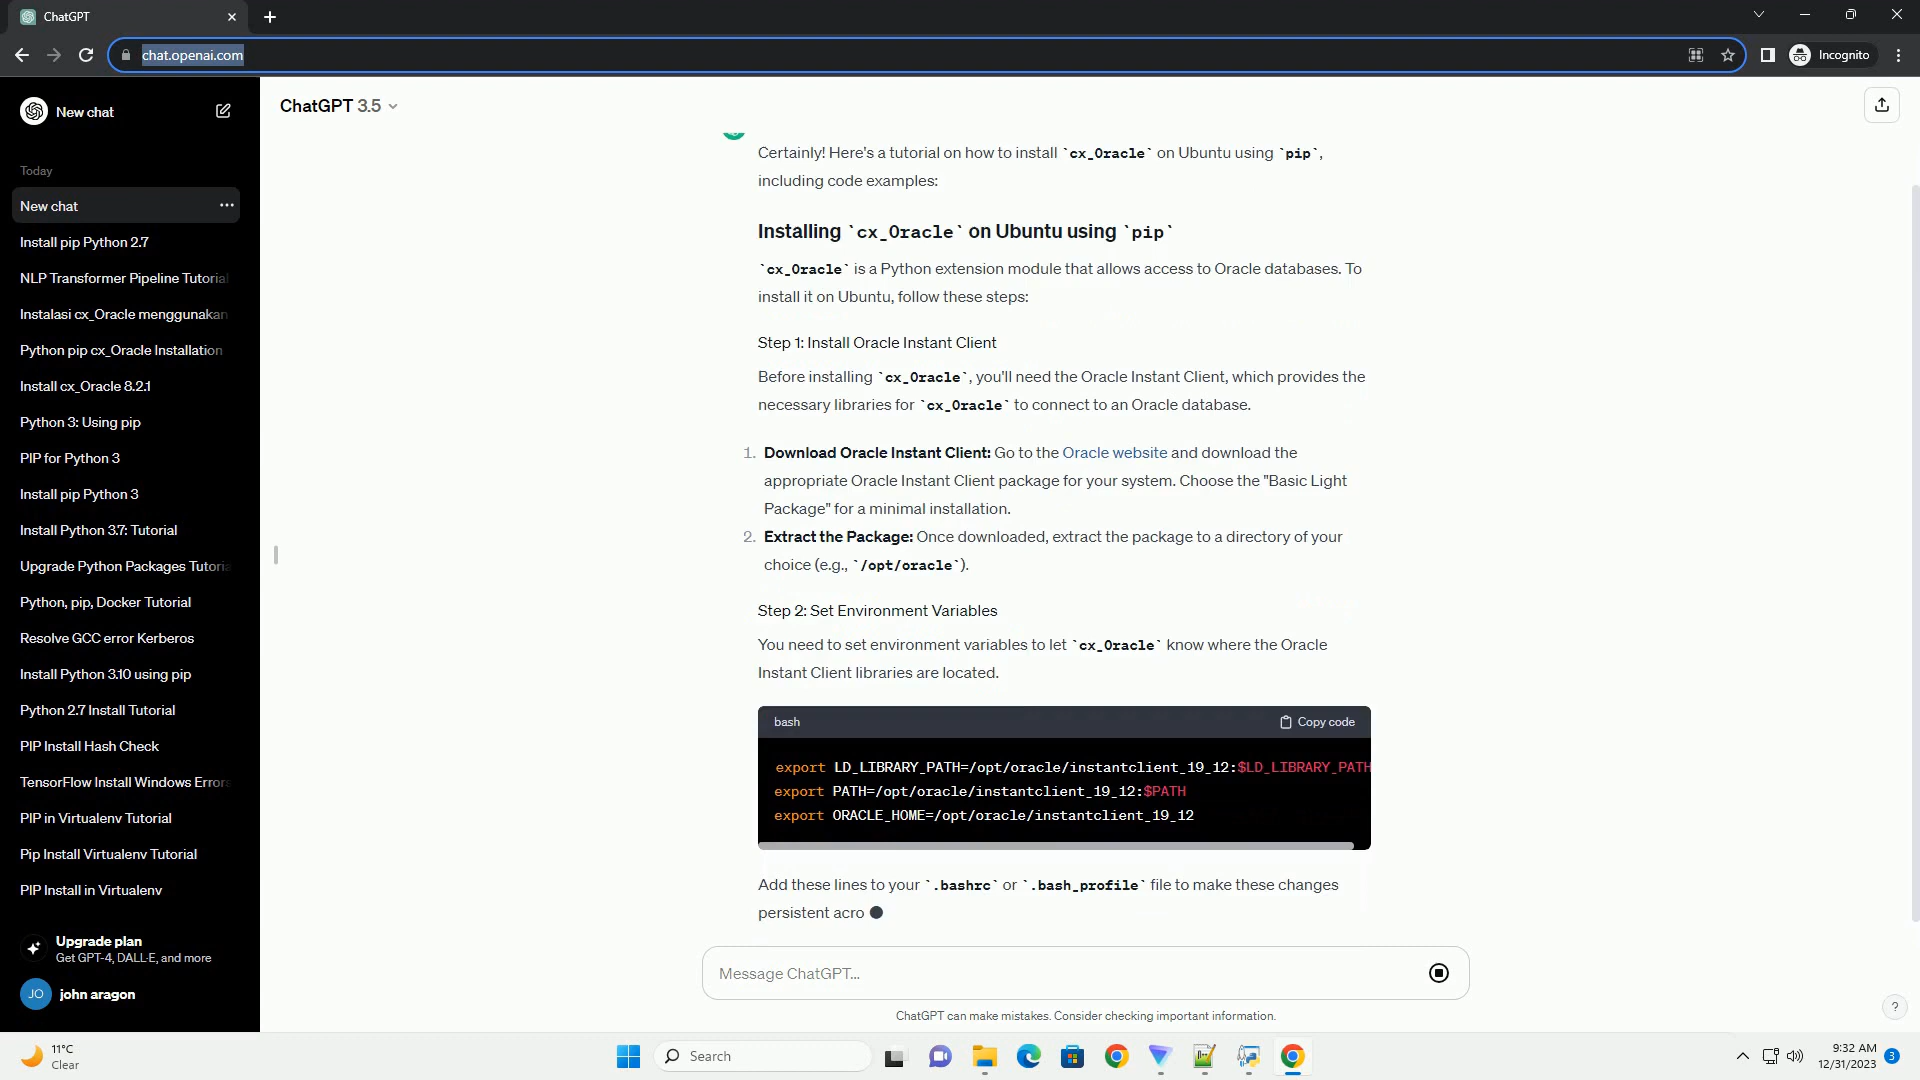 ChatGPT
chat.openai.com
Incognito
New chat
Today
New chat
Install pip Python 2.7
NLP Transformer Pipeline Tutorial
Instalasi cx_Oracle menggunakan
Python pip cx_Oracle Installation
Install cx_Oracle 8.2.1
Python 3: Using pip
PIP for Python 3
Install pip Python 3
Install Python 3.7: Tutorial
Upgrade Python Packages Tutoria
Python, pip, Docker Tutorial
Resolve GCC error Kerberos
Install Python 3.10 using pip
Python 2.7 Install Tutorial
PIP Install Hash Check
TensorFlow Install Windows Errors
PIP in Virtualenv Tutorial
Pip Install Virtualenv Tutorial
PIP Install in Virtualenv
Upgrade plan
Get GPT-4, DALL·E, and more
JO
john aragon
ChatGPT 3.5
Certainly! Here's a tutorial on how to install `cx_Oracle` on Ubuntu using `pip`,
including code examples:
Installing `cx_Oracle` on Ubuntu using `pip`
`cx_Oracle` is a Python extension module that allows access to Oracle databases. To
install it on Ubuntu, follow these steps:
Step 1: Install Oracle Instant Client
Before installing `cx_Oracle`, you'll need the Oracle Instant Client, which provides the
necessary libraries for `cx_Oracle` to connect to an Oracle database.
1. Download Oracle Instant Client: Go to the Oracle website and download the
appropriate Oracle Instant Client package for your system. Choose the "Basic Light
Package" for a minimal installation.
2. Extract the Package: Once downloaded, extract the package to a directory of your
choice (e.g., `/opt/oracle`).
Step 2: Set Environment Variables
You need to set environment variables to let `cx_Oracle` know where the Oracle
Instant Client libraries are located.
bash
Copy code
export LD_LIBRARY_PATH=/opt/oracle/instantclient_19_12:$LD_LIBRARY_PATH
export PATH=/opt/oracle/instantclient_19_12:$PATH
export ORACLE_HOME=/opt/oracle/instantclient_19_12
Add these lines to your `.bashrc` or `.bash_profile` file to make these changes
persistent acro
Message ChatGPT...
ChatGPT can make mistakes. Consider checking important information.
?
11°C
Clear
Search
9:32 AM
12/31/2023
3